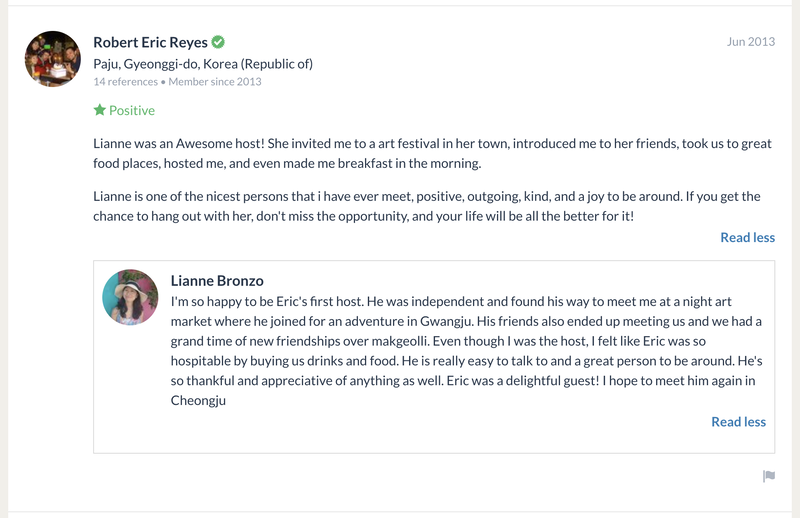 Robert Eric Reyes
Jun 2013
Paju, Gyeonggi-do, Korea (Republic of)
14 references • Member since 2013
Positive
Lianne was an Awesome host! She invited me to a art festival in her town, introduced me to her friends, took us to great
food places, hosted me, and even made me breakfast in the morning.
Lianne is one of the nicest persons that i have ever meet, positive, outgoing, kind, and a joy to be around. If you get the
chance to hang out with her, don't miss the opportunity, and your life will be all the better for it!
Read less
Lianne Bronzo
I'm so happy to be Eric's first host. He was independent and found his way to meet me at a night art
market where he joined for an adventure in Gwangju. His friends also ended up meeting us and we had a
grand time of new friendships over makgeolli. Even though I was the host, I felt like Eric was so
hospitable by buying us drinks and food. He is really easy to talk to and a great person to be around. He's
so thankful and appreciative of anything as well. Eric was a delightful guest! I hope to meet him again in
Cheongju
Read less